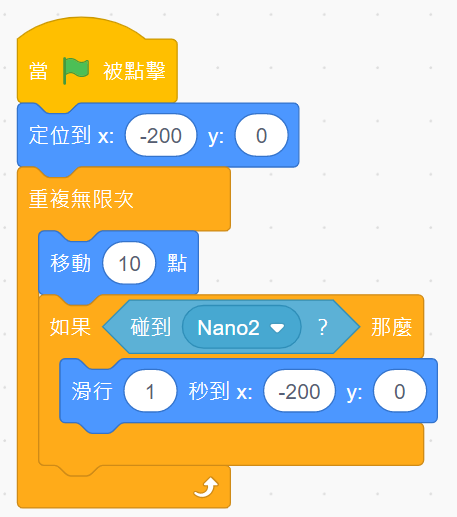 當 被點擊
定位到 x: -200 y: 0
重複無限次
移動 10 點
如果 碰到 Nano2 ? 那麼
滑行 1 秒到 x: -200 y: 0